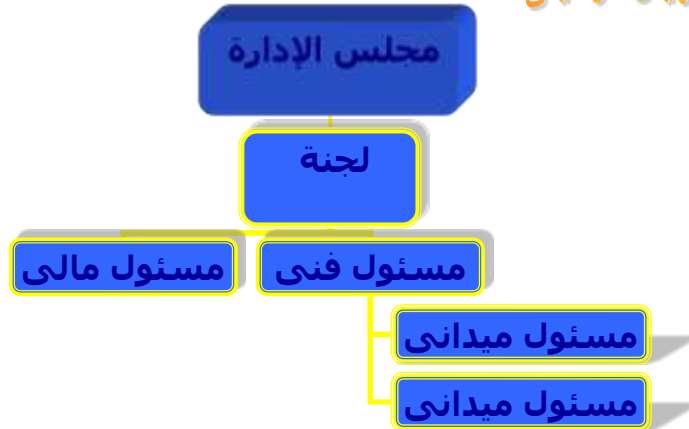 مجلس الإدارة
لجنة
مسئول فنى
مسئول مالى
مسئول ميدانى
مسئول ميدانى